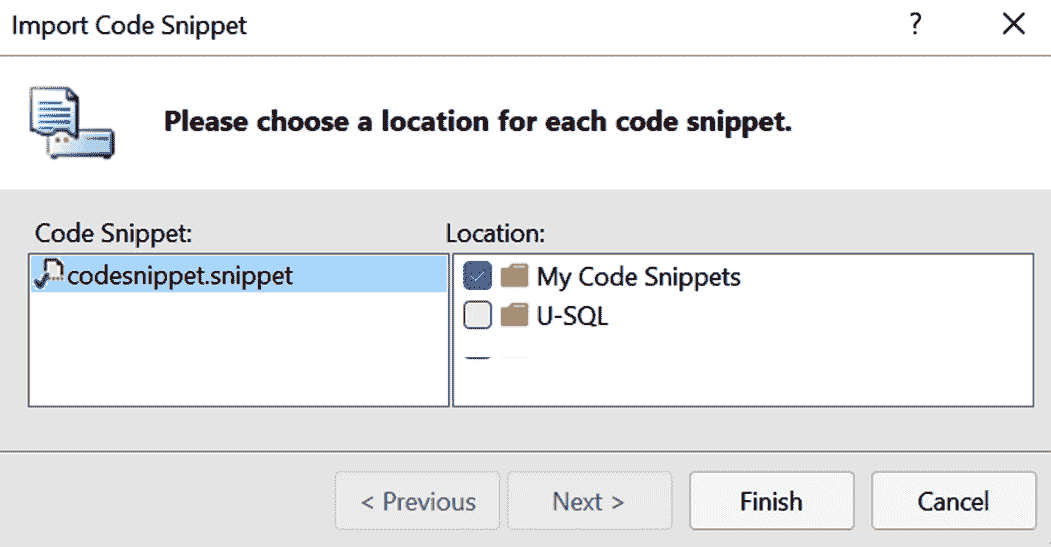 Import Code Snippet ?
Please choose a location for each code snippet.
Code Snippet: Location:
codesnippet.snippet My Code Snippets
U-SQL
< Previous Next > Finish Cancel